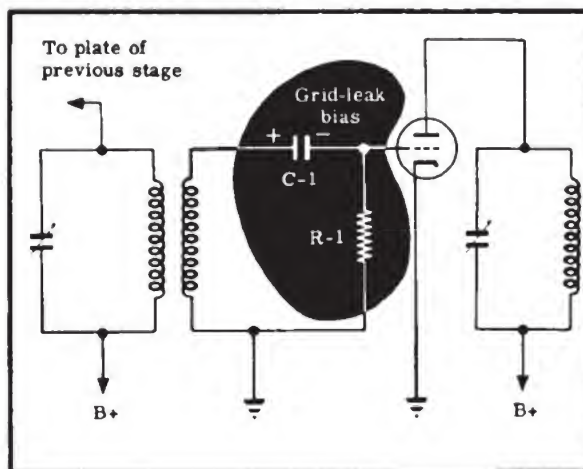 To plate of
previous stage
Grid-leak
bias
+ −
C-1
R-1
B+
B+